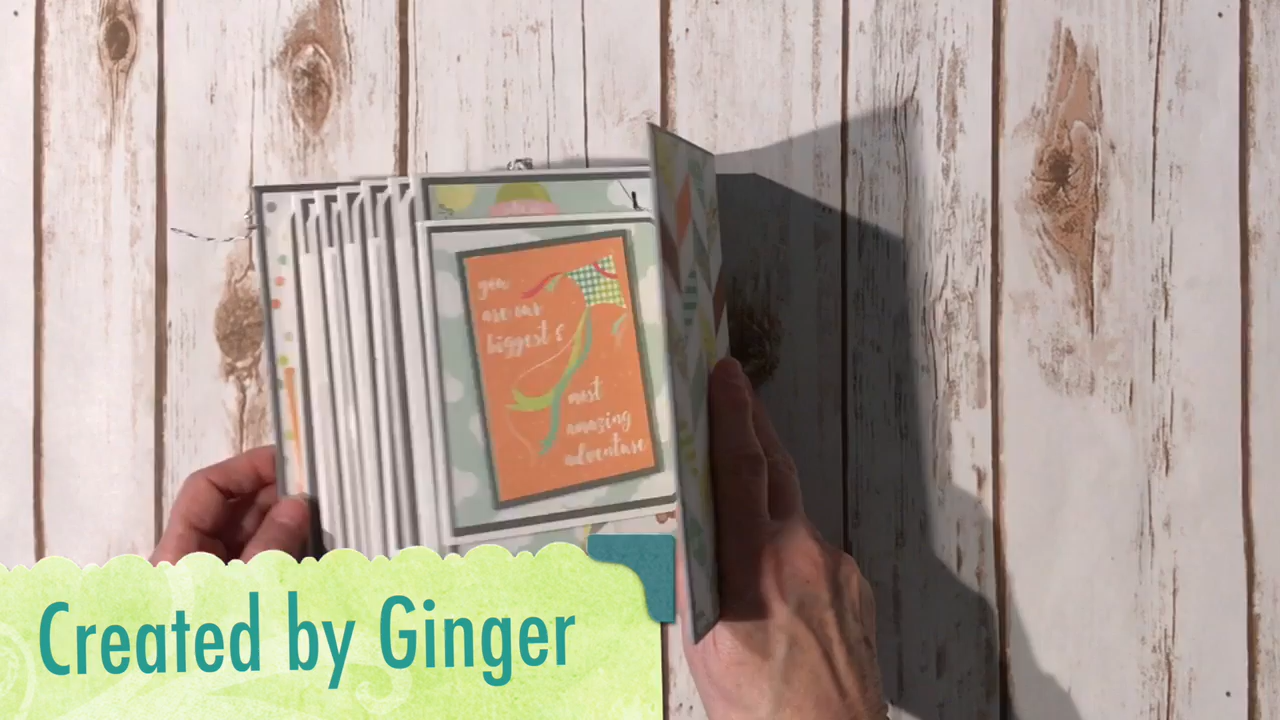 you
are our
biggest &
most
amazing
adventure
Created by Ginger